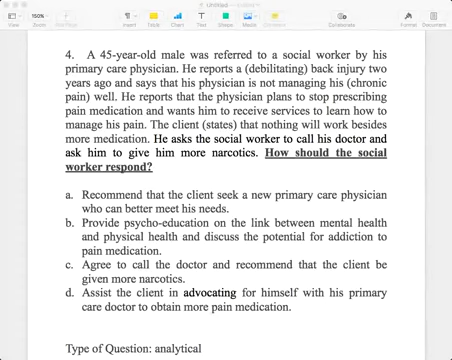 Untitled
150%
View
Zoom
Insert
Table
Chart
Text
Shape
Media
Comment
Collaborate
Format
Document
4. A 45-year-old male was referred to a social worker by his
primary care physician. He reports a (debilitating) back injury two
years ago and says that his physician is not managing his (chronic
pain) well. He reports that the physician plans to stop prescribing
pain medication and wants him to receive services to learn how to
manage his pain. The client (states) that nothing will work besides
more medication. He asks the social worker to call his doctor and
ask him to give him more narcotics. How should the social
worker respond?
a. Recommend that the client seek a new primary care physician
who can better meet his needs.
b. Provide psycho-education on the link between mental health
and physical health and discuss the potential for addiction to
pain medication.
c. Agree to call the doctor and recommend that the client be
given more narcotics.
d. Assist the client in advocating for himself with his primary
care doctor to obtain more pain medication.
Type of Question: analytical